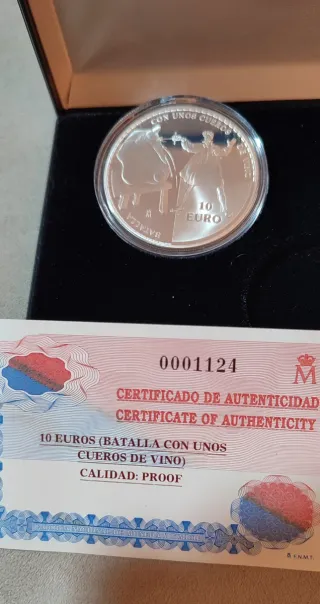 CON UNOS CUEROS
10
EURO
BATALLA
0001124
M
CERTIFICADO DE AUTENTICIDAD
CERTIFICATE OF AUTHENTICITY
10 EUROS (BATALLA CON UNOS
CUEROS DE VINO)
CALIDAD: PROOF
F.N.M.T.